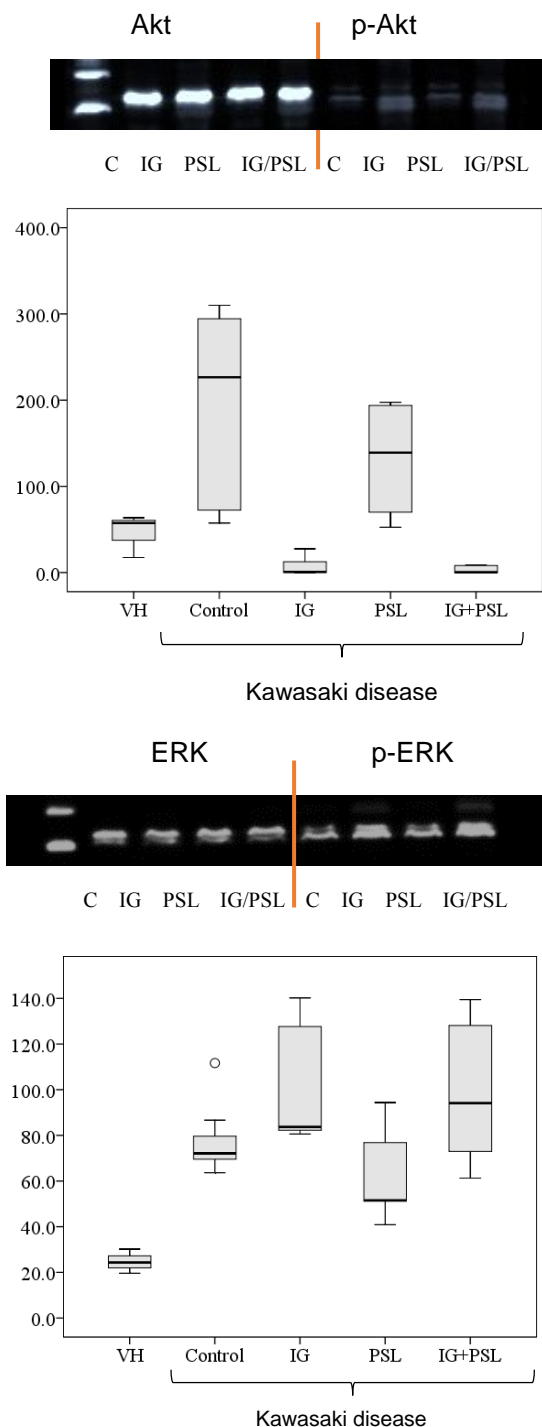 Akt p-Akt
C IG PSL IG/PSL C IG PSL IG/PSL
400.0
300.0
200.0
100.0
0.0
VH Control IG PSL IG+PSL
Kawasaki disease
ERK p-ERK
C IG PSL IG/PSL C IG PSL IG/PSL
140.0
120.0
100.0
80.0
60.0
40.0
20.0
0.0
VH Control IG PSL IG+PSL
Kawasaki disease